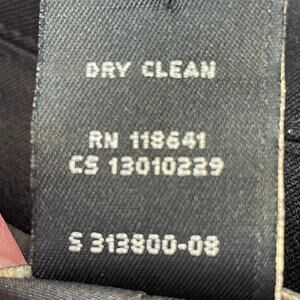 DRY CLEAN
RN 118641
CS 13010229
S 313800-08